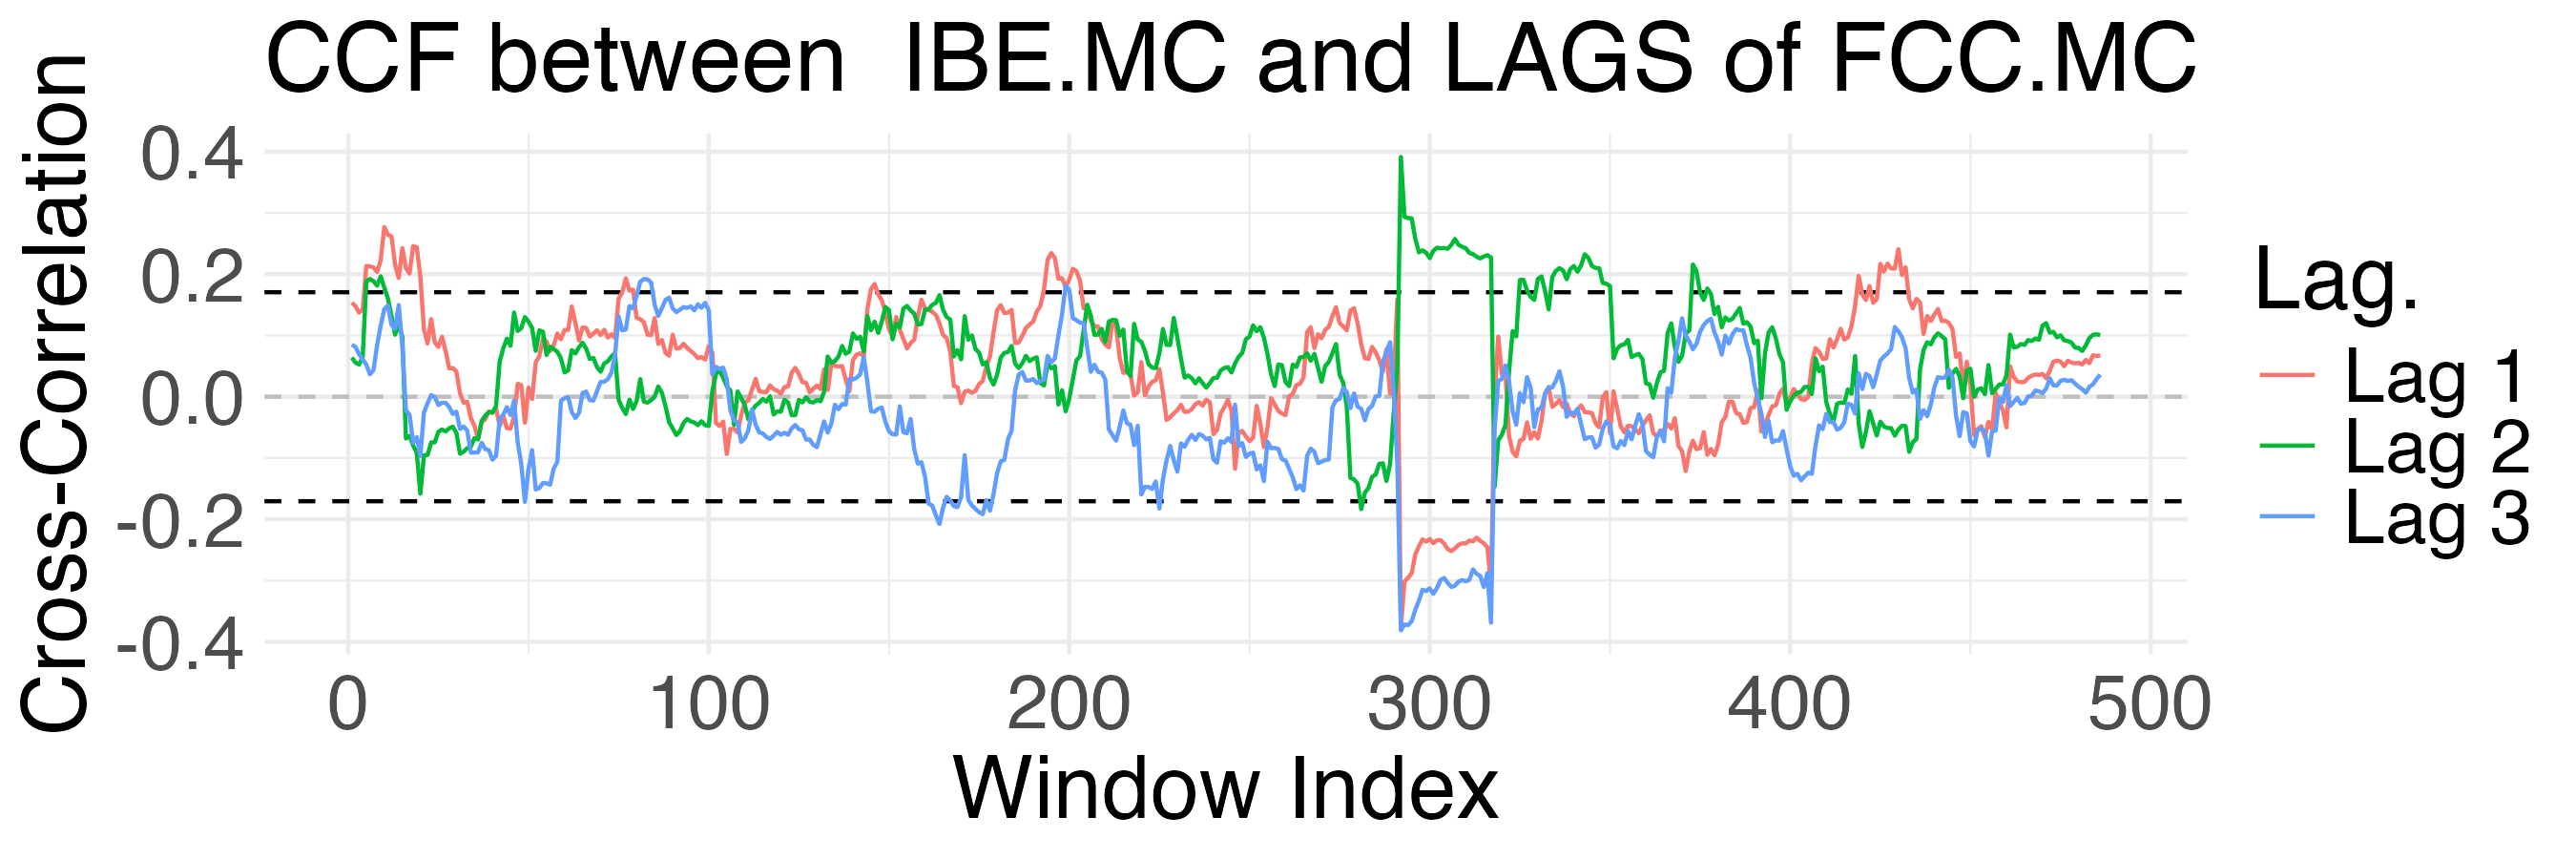 CCF between  IBE.MC and LAGS of FCC.MC
Cross-Correlation
0.4
0.2
0.0
-0.2
-0.4
0 100 200 300 400 500
Window Index
Lag.
Lag 1
Lag 2
Lag 3